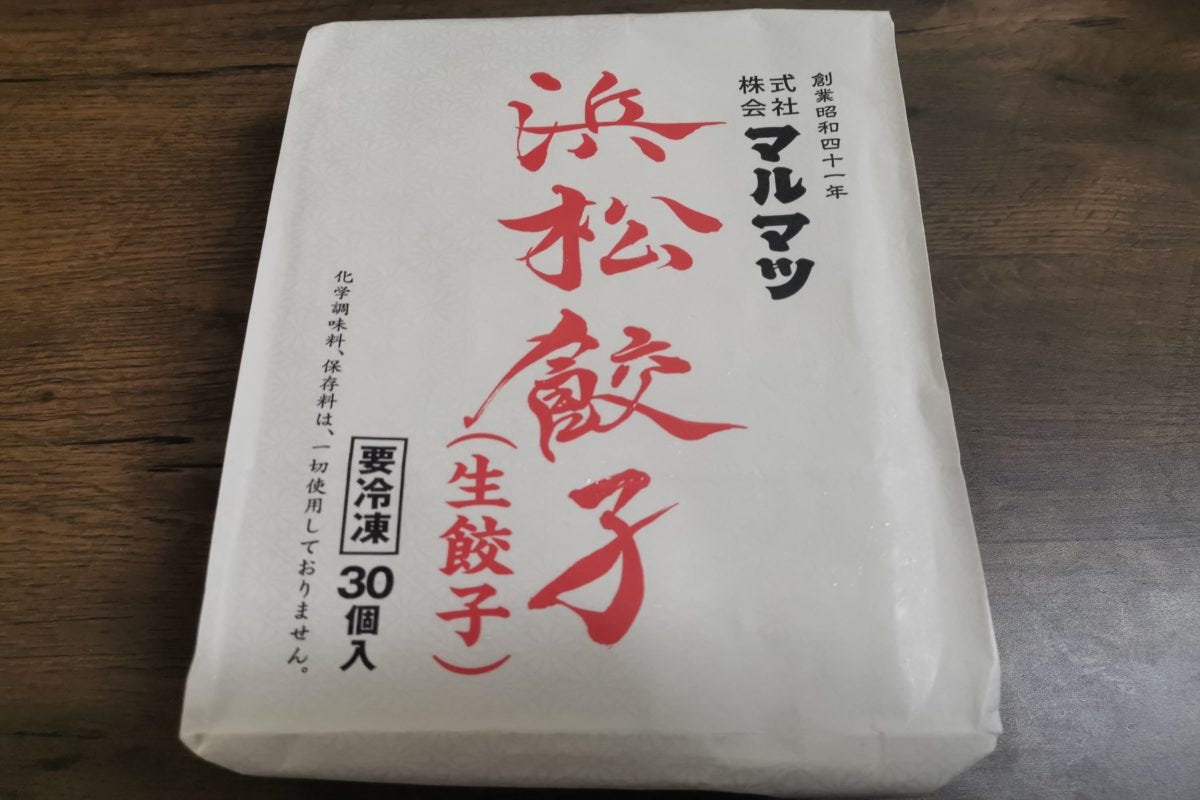 創業昭和四十一年
株式会社マルマツ
浜松餃子
(生餃子)
要冷凍
30個入
化学調味料、保存料は、一切使用しておりません。